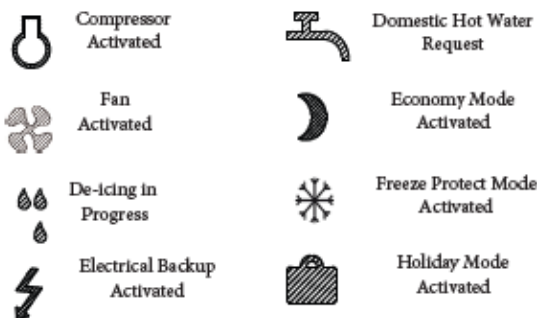 Compressor
Activated
Domestic Hot Water
Request
Fan
Activated
Economy Mode
Activated
De-icing in
Progress
Freeze Protect Mode
Activated
Electrical Backup
Activated
Holiday Mode
Activated